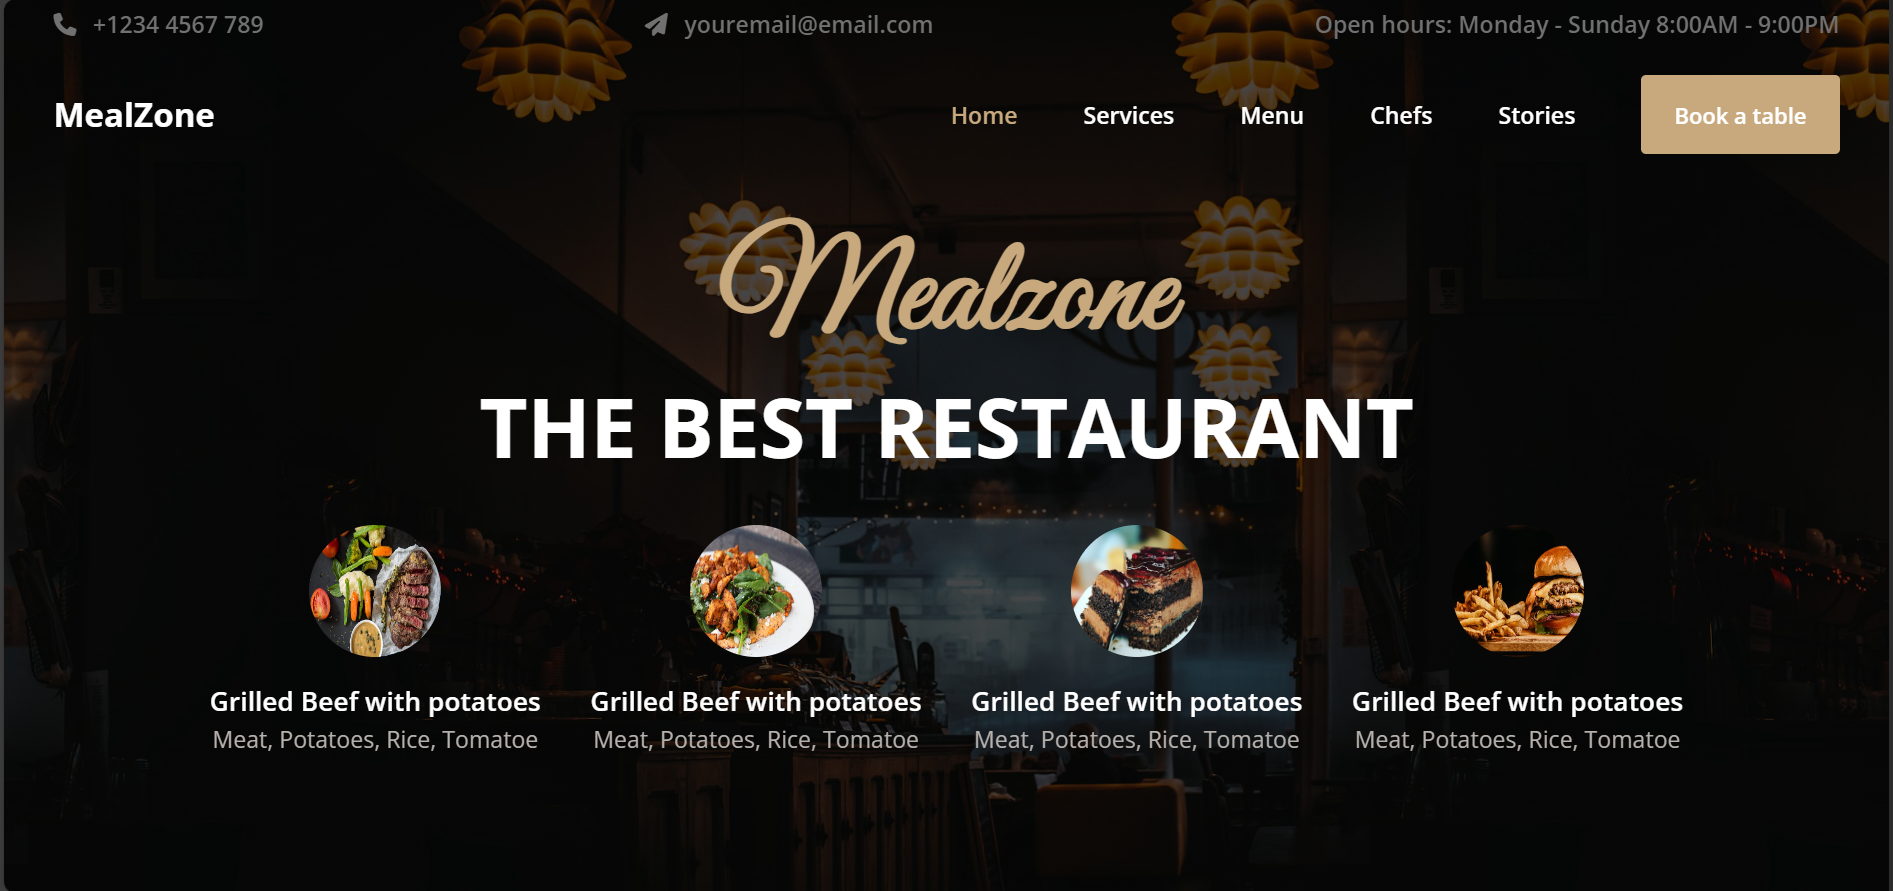 +1234 4567 789 youremail@email.com Open hours: Monday - Sunday 8:00AM - 9:00PM
MealZone Home Services Menu Chefs Stories Book a table
Mealzone
THE BEST RESTAURANT
Grilled Beef with potatoes Grilled Beef with potatoes Grilled Beef with potatoes Grilled Beef with potatoes
Meat, Potatoes, Rice, Tomatoe Meat, Potatoes, Rice, Tomatoe Meat, Potatoes, Rice, Tomatoe Meat, Potatoes, Rice, Tomatoe